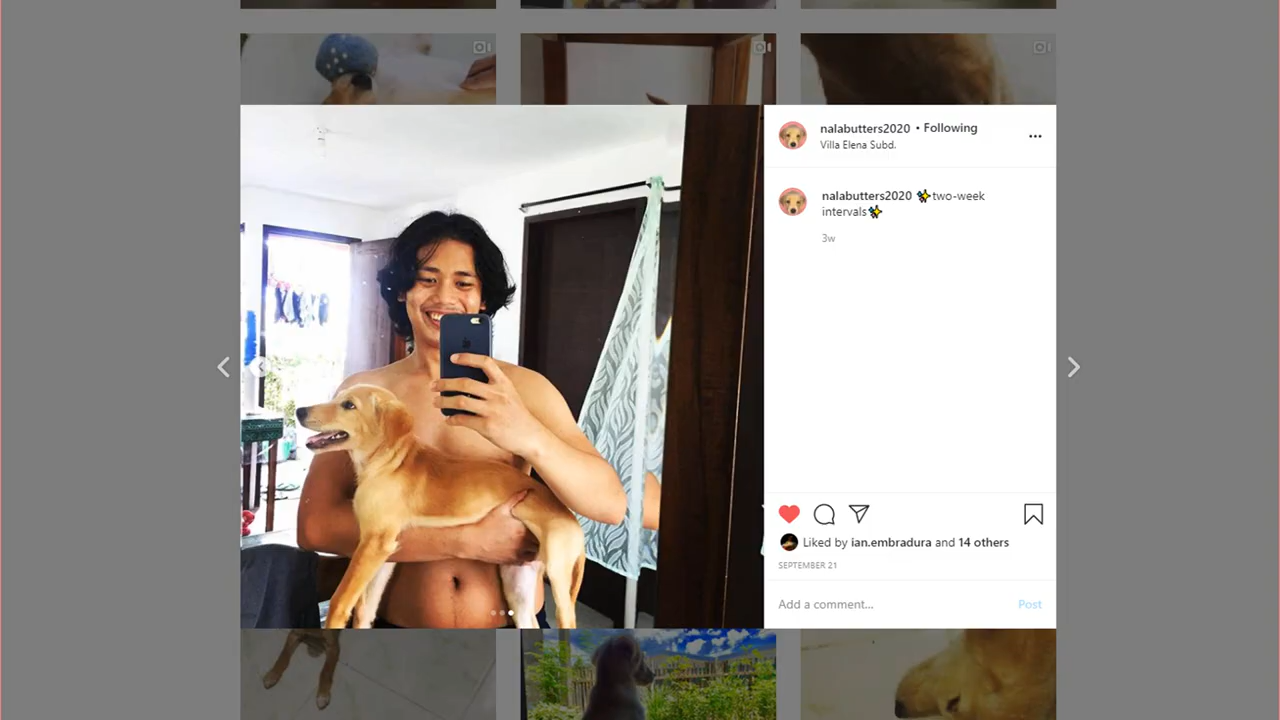 nalabutters2020 • Following
Villa Elena Subd.
nalabutters2020 ✨two-week
intervals✨
3w
Liked by ian.embradura and 14 others
SEPTEMBER 21
Add a comment... Post